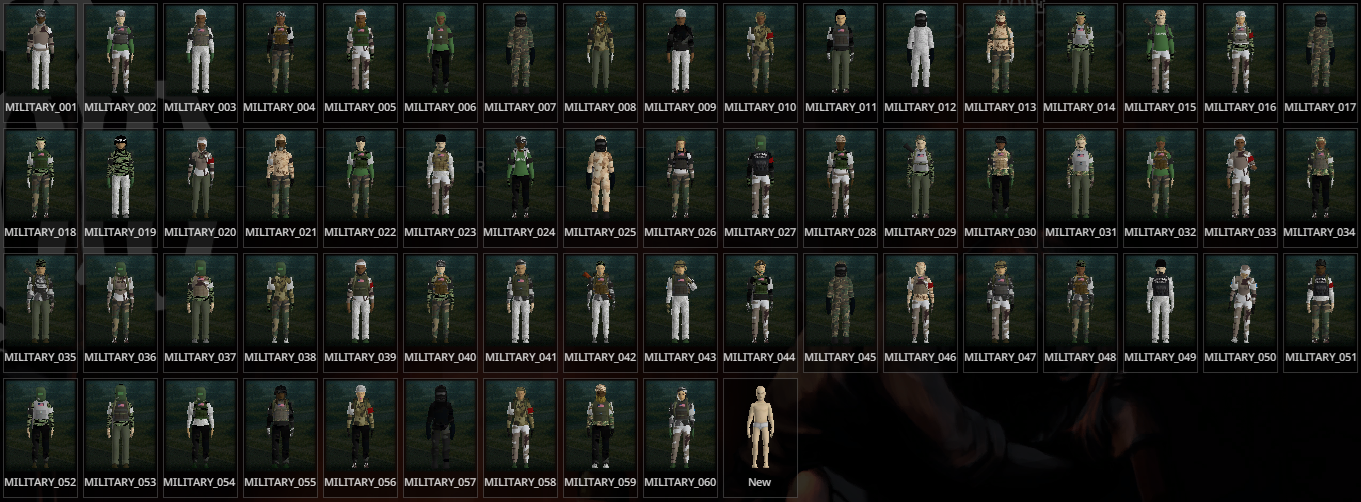 MILITARY_001 MILITARY_002 MILITARY_003 MILITARY_004 MILITARY_005 MILITARY_006 MILITARY_007 MILITARY_008 MILITARY_009 MILITARY_010 MILITARY_011 MILITARY_012 MILITARY_013 MILITARY_014 MILITARY_015 MILITARY_016 MILITARY_017
MILITARY_018 MILITARY_019 MILITARY_020 MILITARY_021 MILITARY_022 MILITARY_023 MILITARY_024 MILITARY_025 MILITARY_026 MILITARY_027 MILITARY_028 MILITARY_029 MILITARY_030 MILITARY_031 MILITARY_032 MILITARY_033 MILITARY_034
MILITARY_035 MILITARY_036 MILITARY_037 MILITARY_038 MILITARY_039 MILITARY_040 MILITARY_041 MILITARY_042 MILITARY_043 MILITARY_044 MILITARY_045 MILITARY_046 MILITARY_047 MILITARY_048 MILITARY_049 MILITARY_050 MILITARY_051
MILITARY_052 MILITARY_053 MILITARY_054 MILITARY_055 MILITARY_056 MILITARY_057 MILITARY_058 MILITARY_059 MILITARY_060 New